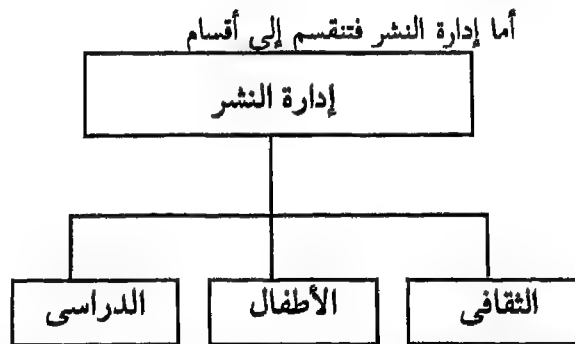 أما إدارة النشر فتنقسم إلى أقسام
إدارة النشر
الثقافى
الأطفال
الدراسى